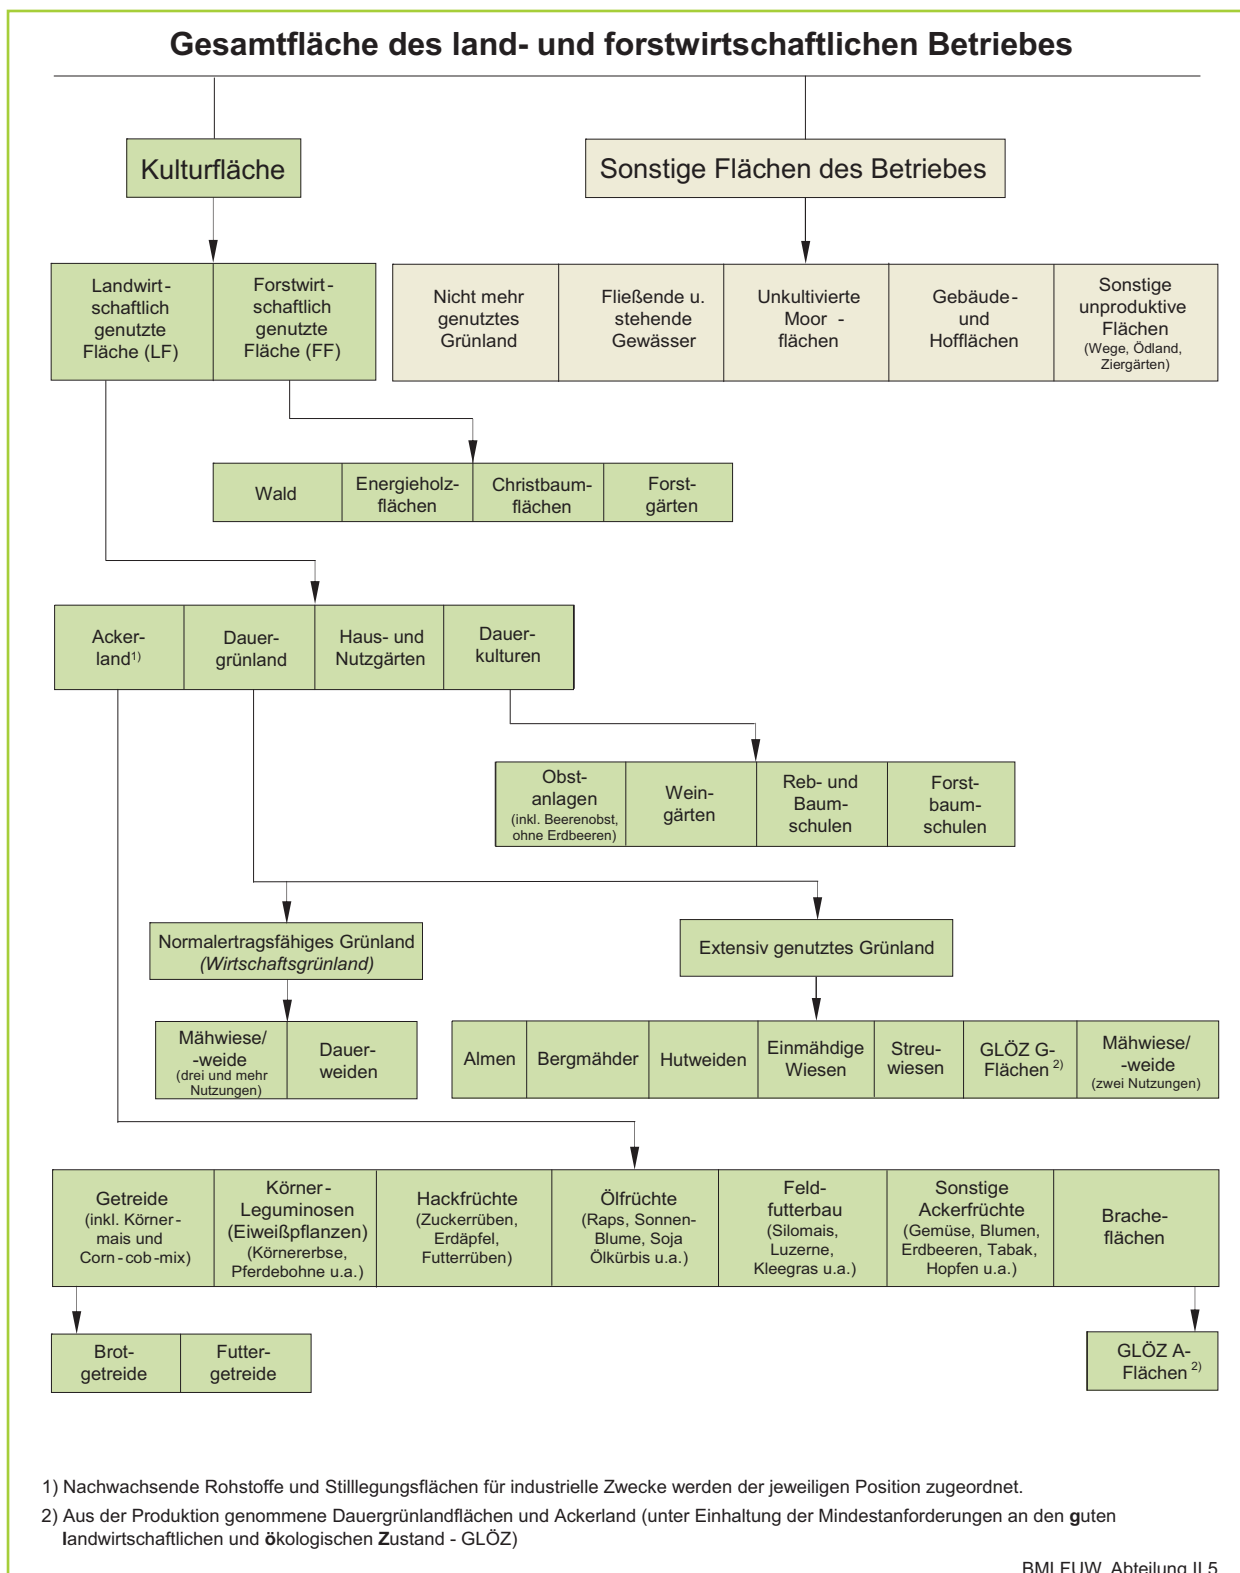 Gesamtfläche des land- und forstwirtschaftlichen Betriebes
Kulturfläche
Sonstige Flächen des Betriebes
Landwirt-
schaftlich
genutzte
Fläche (LF)
Forstwirt-
schaftlich
genutzte
Fläche (FF)
Nicht mehr
genutztes
Grünland
Fließende u.
stehende
Gewässer
Unkultivierte
Moor -
flächen
Gebäude-
und
Hofflächen
Sonstige
unproduktive
Flächen
(Wege, Ödland,
Ziergärten)
Wald
Energieholz-
flächen
Christbaum-
flächen
Forst-
gärten
Acker-
land1)
Dauer-
grünland
Haus- und
Nutzgärten
Dauer-
kulturen
Obst-
anlagen
(inkl. Beerenobst,
ohne Erdbeeren)
Wein-
gärten
Reb- und
Baum-
schulen
Forst-
baum-
schulen
Normalertragsfähiges Grünland
(Wirtschaftsgrünland)
Extensiv genutztes Grünland
Mähwiese/
-weide
(drei und mehr
Nutzungen)
Dauer-
weiden
Almen
Bergmähder
Hutweiden
Einmähdige
Wiesen
Streu-
wiesen
GLÖZ G-
Flächen 2)
Mähwiese/
-weide
(zwei Nutzungen)
Getreide
(inkl. Körner-
mais und
Corn-cob-mix)
Körner-
Leguminosen
(Eiweißpflanzen)
(Körnererbse,
Pferdebohne u.a.)
Hackfrüchte
(Zuckerrüben,
Erdäpfel,
Futterrüben)
Ölfrüchte
(Raps, Sonnen-
Blume, Soja
Ölkürbis u.a.)
Feld-
futterbau
(Silomais,
Luzerne,
Kleegras u.a.)
Sonstige
Ackerfrüchte
(Gemüse, Blumen,
Erdbeeren, Tabak,
Hopfen u.a.)
Brache-
flächen
Brot-
getreide
Futter-
getreide
GLÖZ A-
Flächen 2)
1) Nachwachsende Rohstoffe und Stilllegungsflächen für industrielle Zwecke werden der jeweiligen Position zugeordnet.
2) Aus der Produktion genommene Dauergrünlandflächen und Ackerland (unter Einhaltung der Mindestanforderungen an den guten
landwirtschaftlichen und ökologischen Zustand - GLÖZ)
BMLFUW, Abteilung II 5